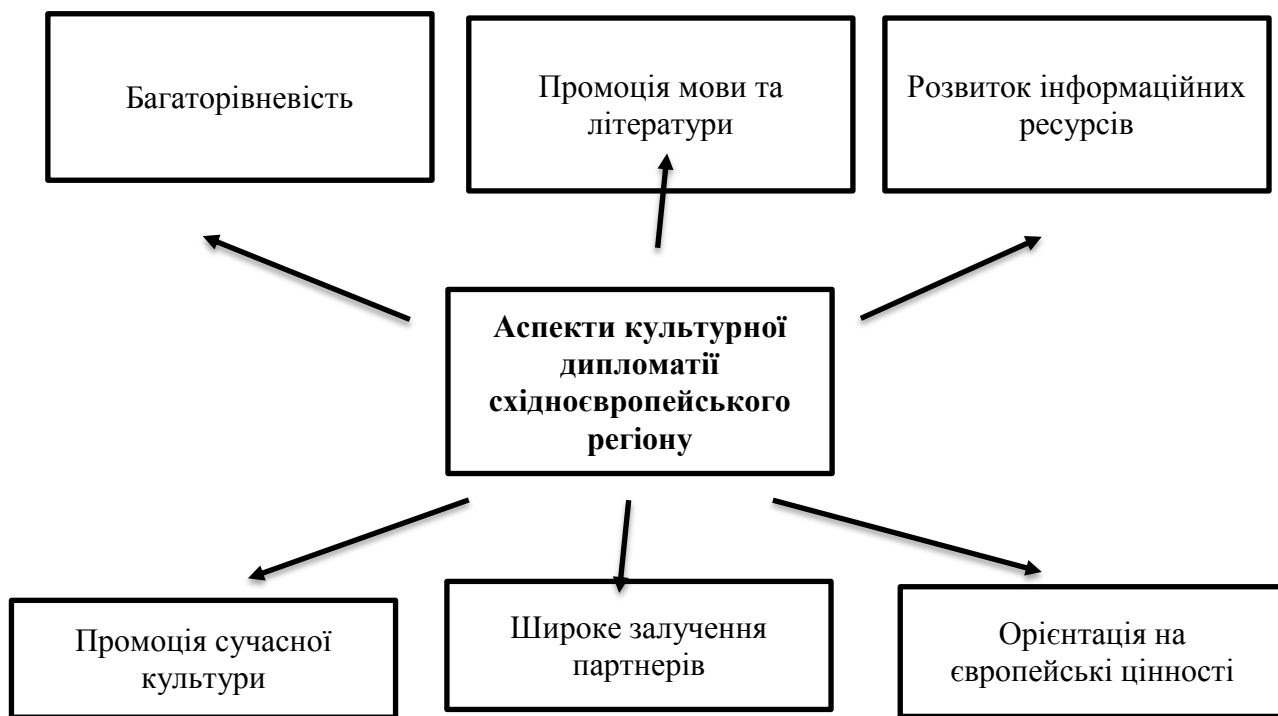 Багаторівневість
Промоція мови та
літератури
Розвиток інформаційних
ресурсів
Аспекти культурної
дипломатії
східноєвропейського
регіону
Промоція сучасної
культури
Широке залучення
партнерів
Орієнтація на
європейські цінності